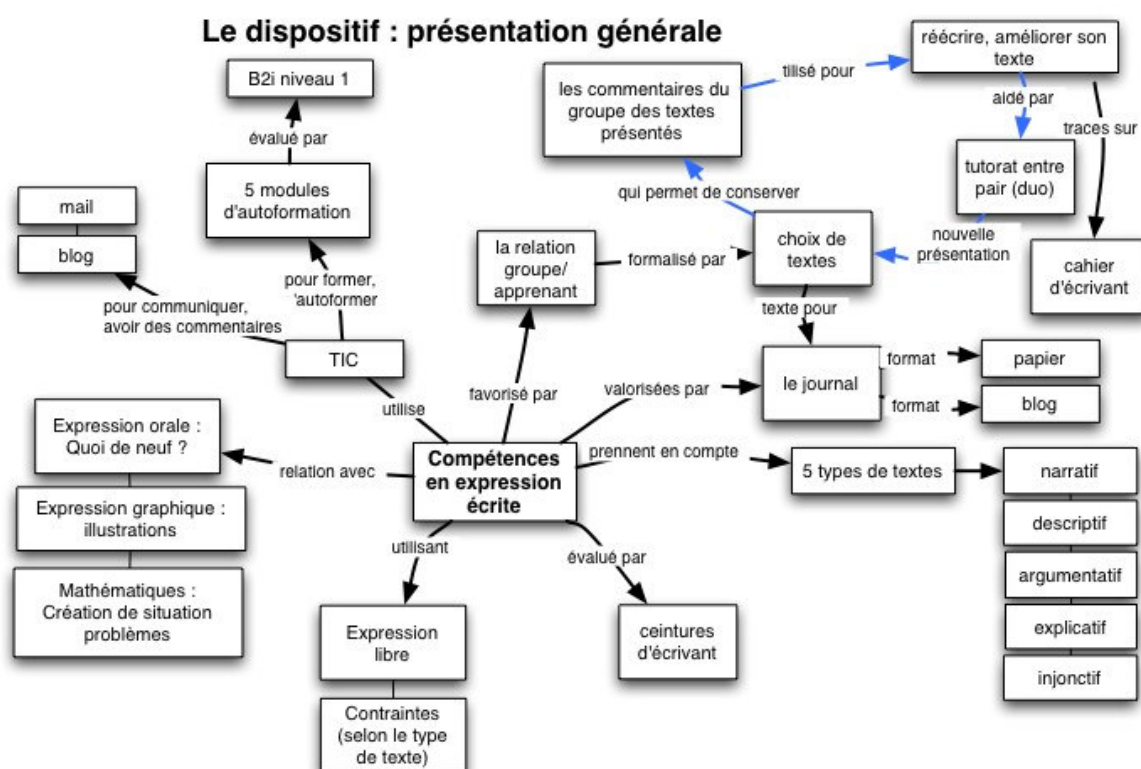 Le dispositif : présentation générale
B2i niveau 1
évalué par
5 modules
d'autoformation
mail
blog
pour communiquer,
avoir des commentaires
pour former,
'autoformer
TIC
utilise
les commentaires du
groupe des textes
présentés
tilisé pour
réécrire, améliorer son
texte
aidé par
traces sur
tutorat entre
pair (duo)
cahier
d'écrivant
qui permet de conserver
nouvelle
présentation
la relation
groupe/
apprenant
formalisé par
choix de
textes
texte pour
favorisé par
valorisées par
le journal
format
papier
format
blog
Expression orale :
Quoi de neuf ?
relation avec
Expression graphique :
illustrations
Mathématiques :
Création de situation
problèmes
Compétences
en expression
écrite
prennent en compte
5 types de textes
narratif
descriptif
argumentatif
explicatif
injonctif
utilisant
Expression
libre
Contraintes
(selon le type
de texte)
évalué par
ceintures
d'écrivant